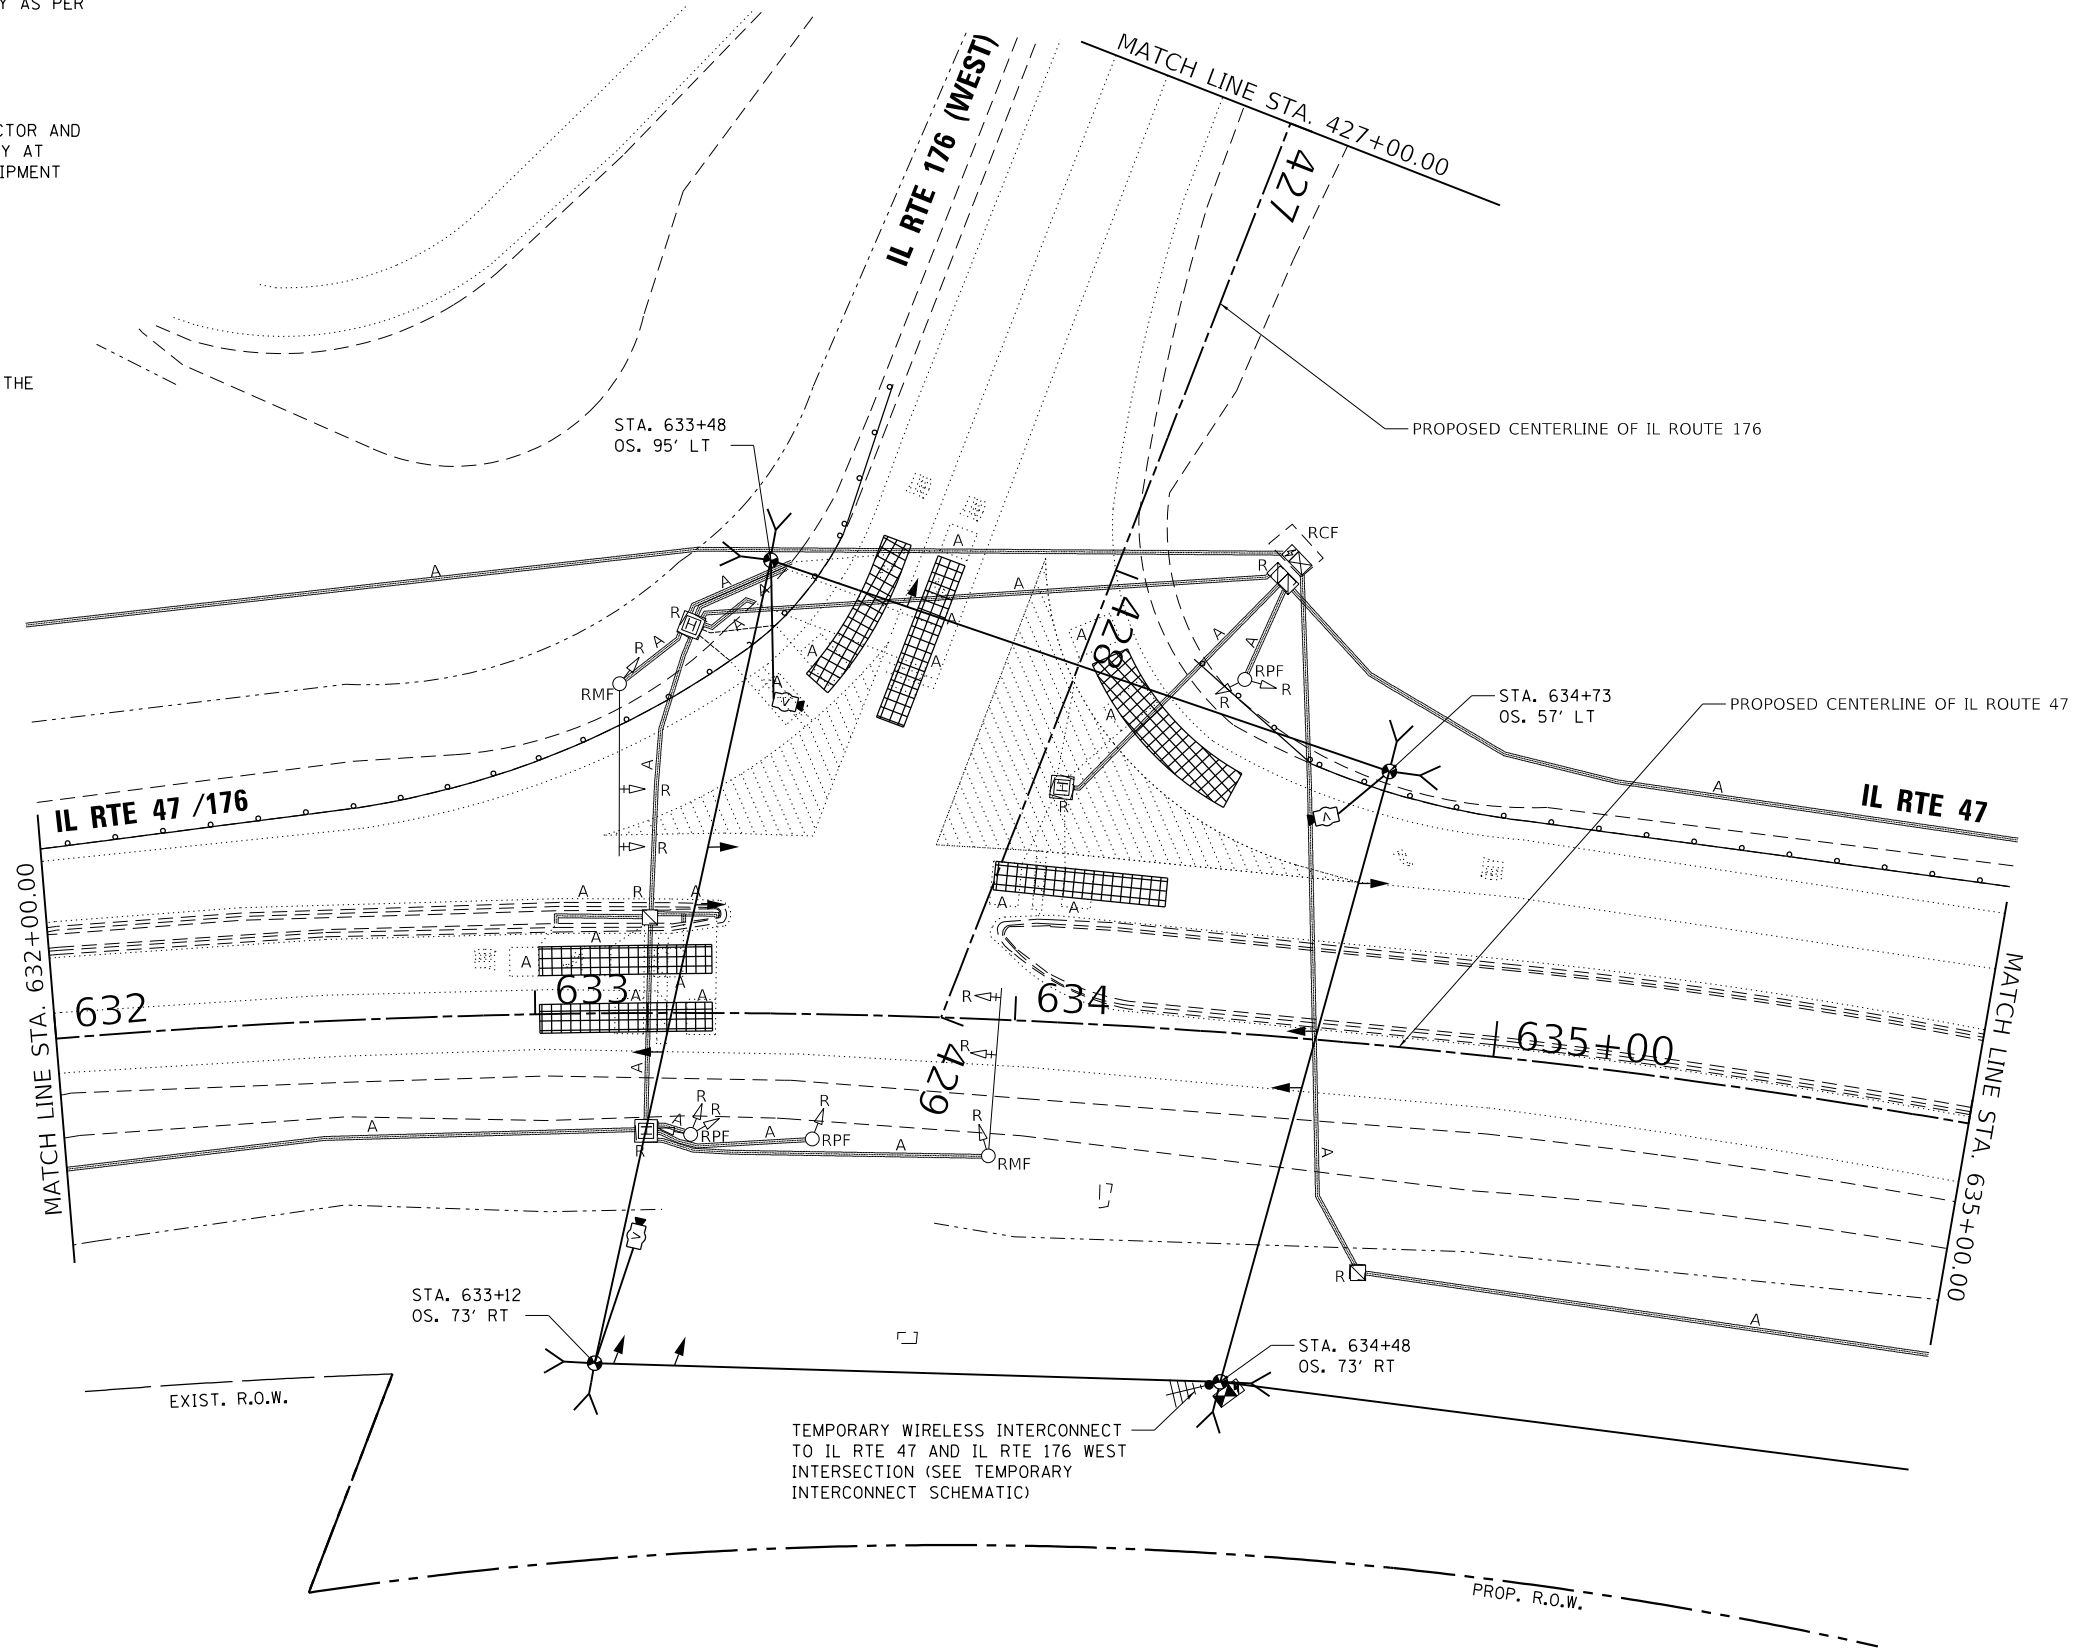 Y AS PER
CTOR AND
Y AT
IPMENT
THE
IL RTE 176 (WEST)
MATCH LINE STA. 427+00.00
427
PROPOSED CENTERLINE OF IL ROUTE 176
STA. 633+48
OS. 95' LT
RCF
R
A
A
A
A
A
A
A
R
R
A
RMF
A
A
A
A
428
A
A
A
RPF
R
R
A
STA. 634+73
OS. 57' LT
PROPOSED CENTERLINE OF IL ROUTE 47
A
R
R
R
A
IL RTE 47 /176
IL RTE 47
MATCH LINE STA. 632+00.00
A
R
A
A
A
A
A
A
A
A
632
633
634
635+00
R
R
429
MATCH LINE STA. 635+00.00
A
A
R
R
A
RPF
R
A
RPF
A
R
RMF
R
A
R
A
STA. 633+12
OS. 73' RT
STA. 634+48
OS. 73' RT
EXIST. R.O.W.
TEMPORARY WIRELESS INTERCONNECT
TO IL RTE 47 AND IL RTE 176 WEST
INTERSECTION (SEE TEMPORARY
INTERCONNECT SCHEMATIC)
PROP. R.O.W.